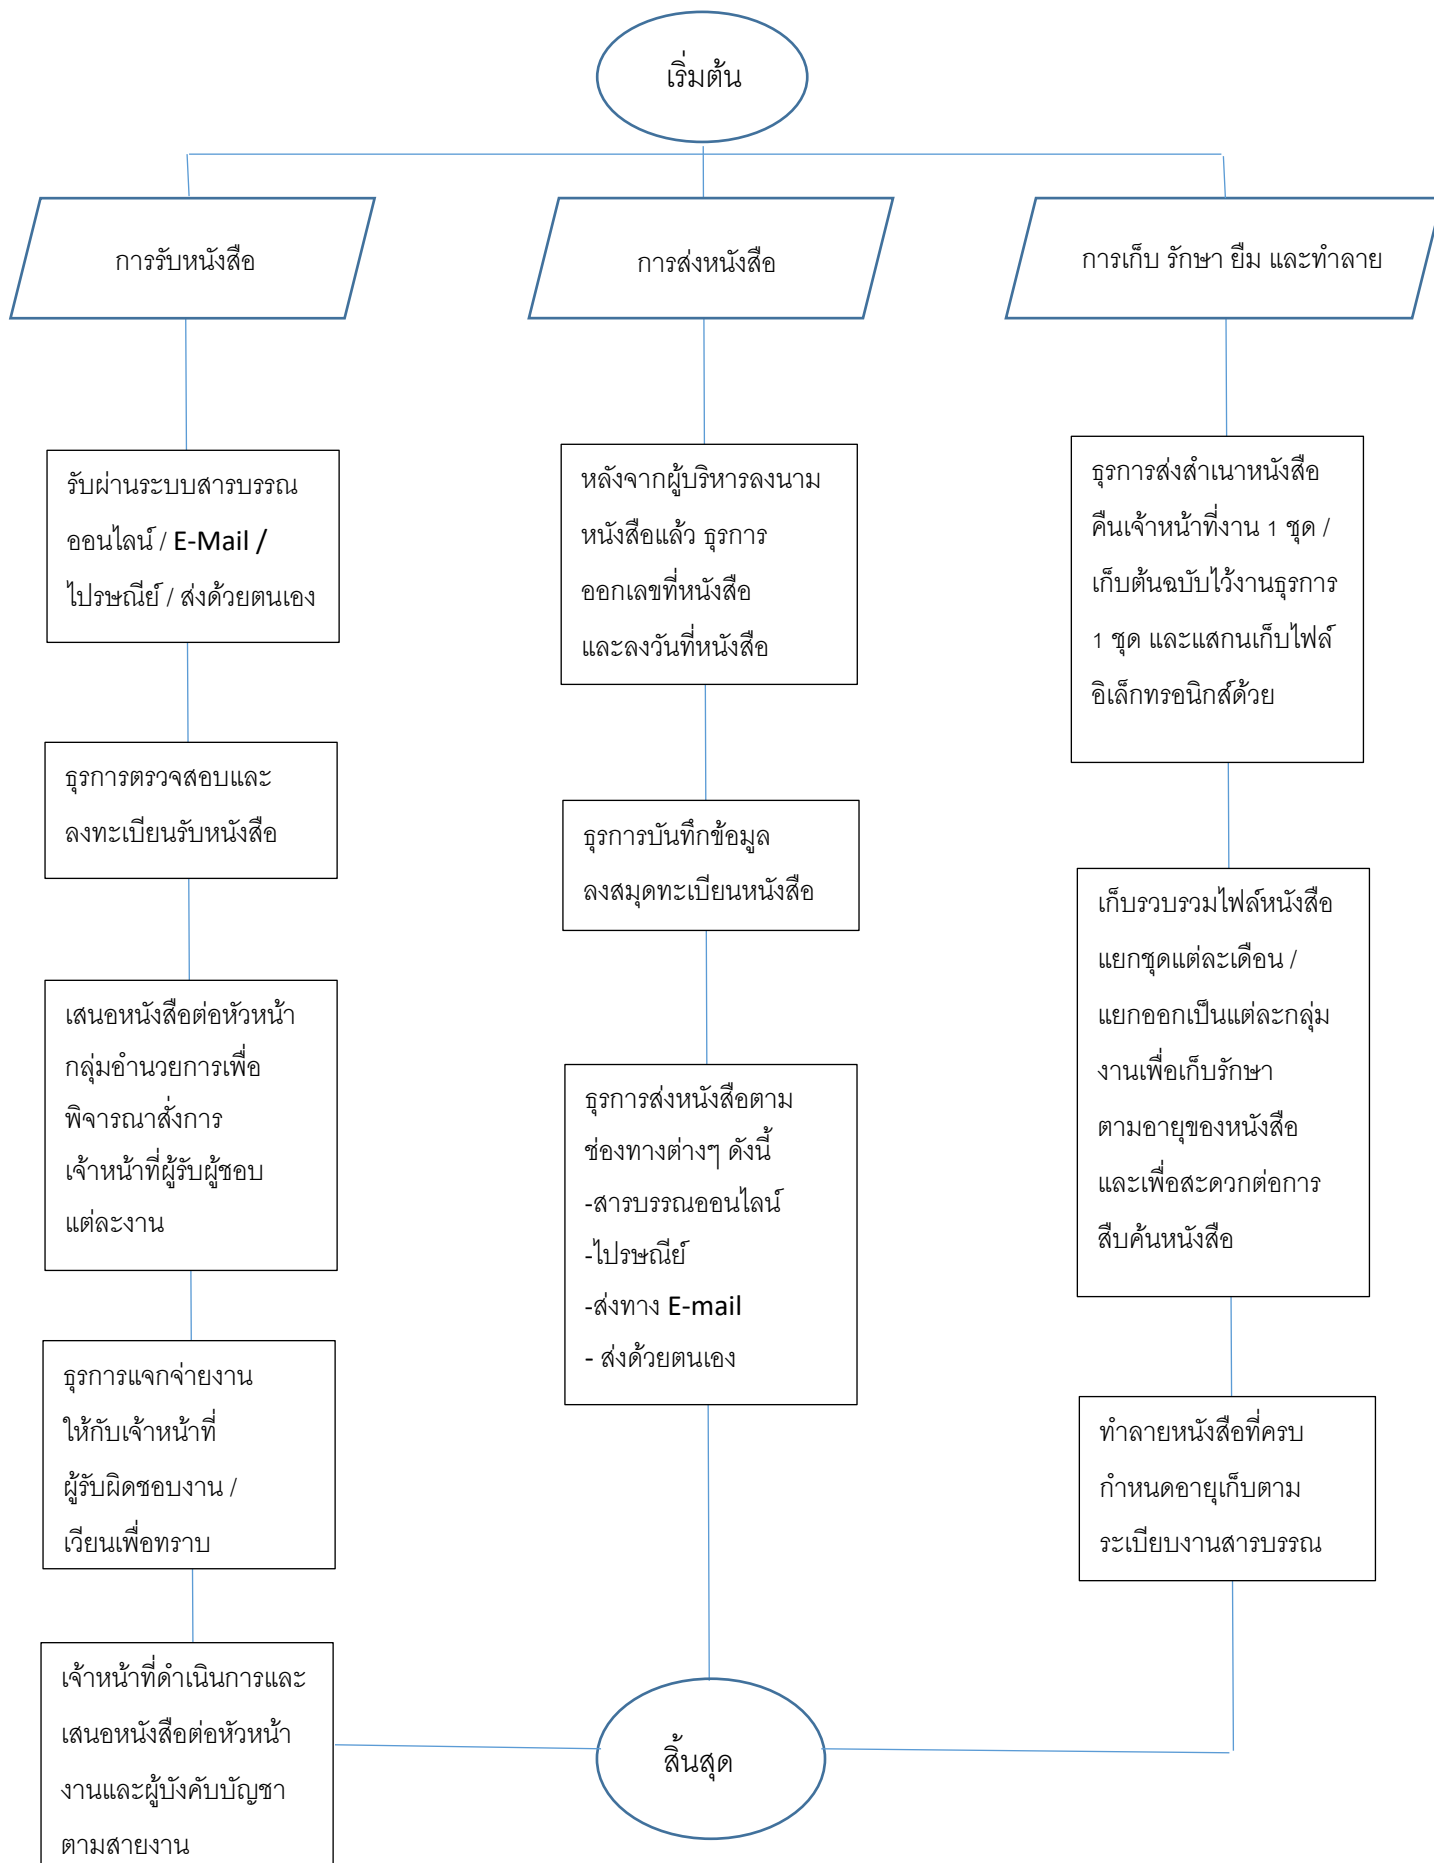 เริ่มต้น
การรับหนังสือ
รับผ่านระบบสารบรรณ
ออนไลน์ / E-Mail /
ไปรษณีย์ / ส่งด้วยตนเอง
ธุรการตรวจสอบและ
ลงทะเบียนรับหนังสือ
เสนอหนังสือต่อหัวหน้า
กลุ่มอำนวยการเพื่อ
พิจารณาสั่งการ
เจ้าหน้าที่ผู้รับผู้ชอบ
แต่ละงาน
ธุรการแจกจ่ายงาน
ให้กับเจ้าหน้าที่
ผู้รับผิดชอบงาน /
เวียนเพื่อทราบ
เจ้าหน้าที่ดำเนินการและ
เสนอหนังสือต่อหัวหน้า
งานและผู้บังคับบัญชา
ตามสายงาน
การส่งหนังสือ
หลังจากผู้บริหารลงนาม
หนังสือแล้ว ธุรการ
ออกเลขที่หนังสือ
และลงวันที่หนังสือ
ธุรการบันทึกข้อมูล
ลงสมุดทะเบียนหนังสือ
ธุรการส่งหนังสือตาม
ช่องทางต่างๆ ดังนี้
-สารบรรณออนไลน์
-ไปรษณีย์
-ส่งทาง E-mail
- ส่งด้วยตนเอง
การเก็บ รักษา ยืม และทำลาย
ธุรการส่งสำเนาหนังสือ
คืนเจ้าหน้าที่งาน 1 ชุด /
เก็บต้นฉบับไว้งานธุรการ
1 ชุด และแสกนเก็บไฟล์
อิเล็กทรอนิกส์ด้วย
เก็บรวบรวมไฟล์หนังสือ
แยกชุดแต่ละเดือน /
แยกออกเป็นแต่ละกลุ่ม
งานเพื่อเก็บรักษา
ตามอายุของหนังสือ
และเพื่อสะดวกต่อการ
สืบค้นหนังสือ
ทำลายหนังสือที่ครบ
กำหนดอายุเก็บตาม
ระเบียบงานสารบรรณ
สิ้นสุด